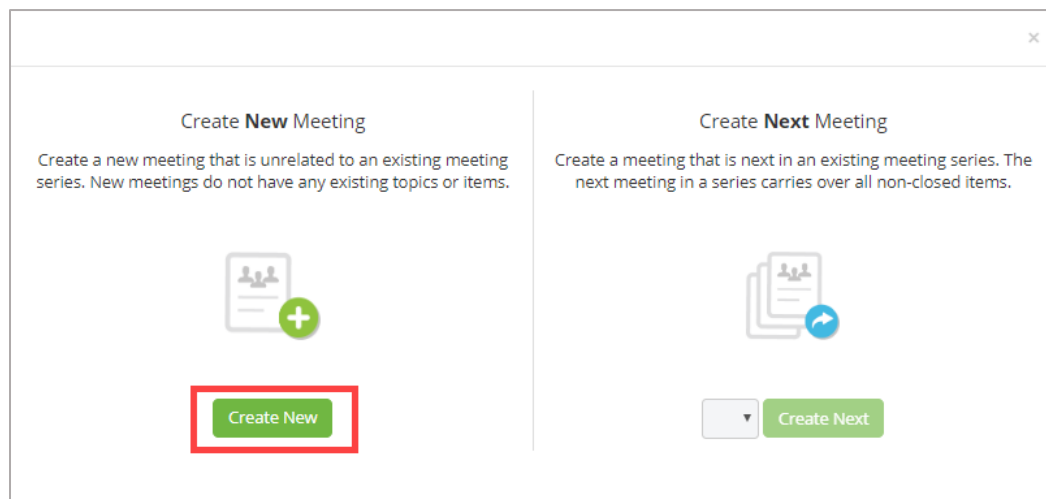 ×
Create New Meeting
Create a new meeting that is unrelated to an existing meeting
series. New meetings do not have any existing topics or items.
Create New
Create Next Meeting
Create a meeting that is next in an existing meeting series. The
next meeting in a series carries over all non-closed items.
Create Next